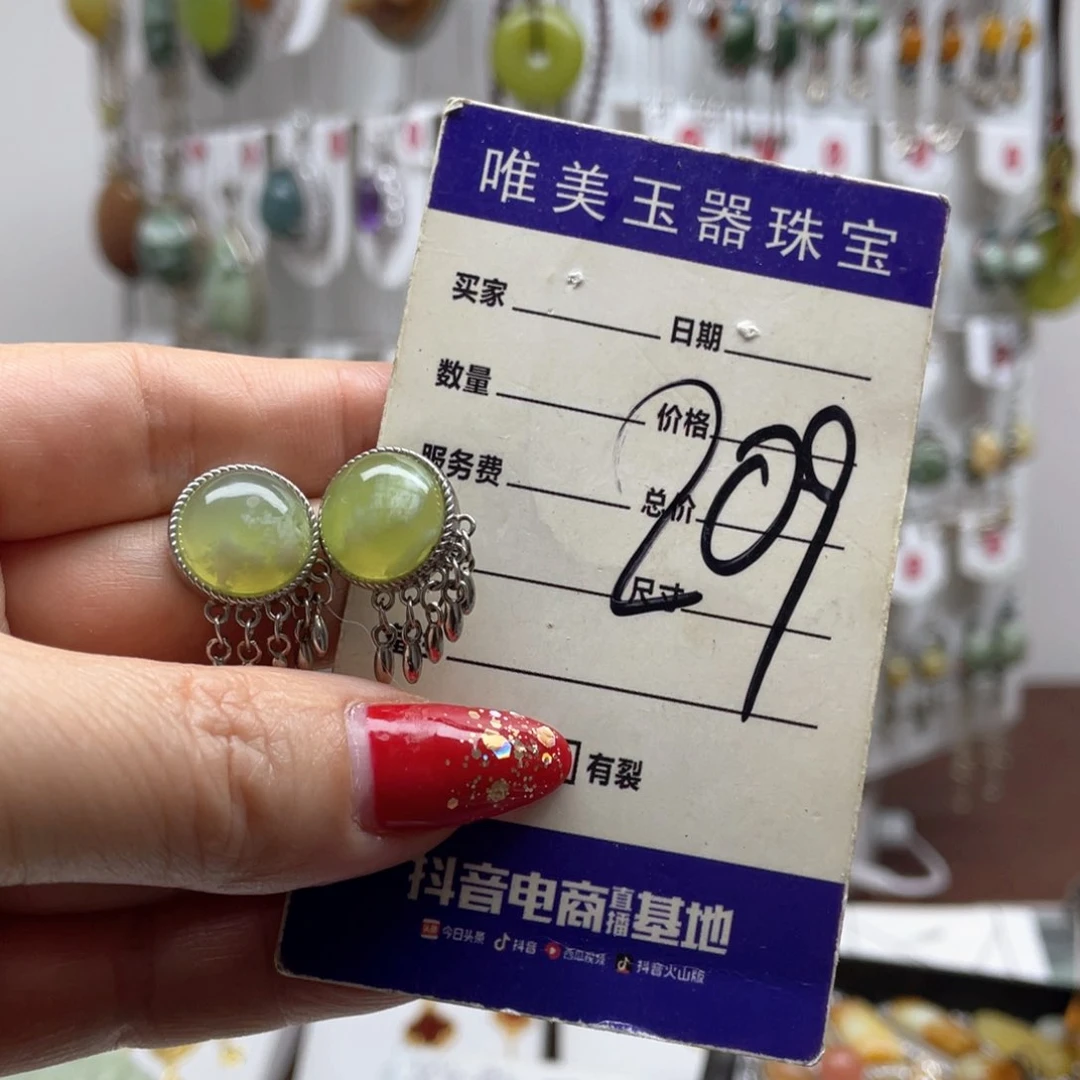 唯美玉器珠宝
买家 日期
数量 价格
服务费 总价
尺寸
209
有裂
抖音电商直播基地
今日头条 抖音 西瓜视频 抖音火山版